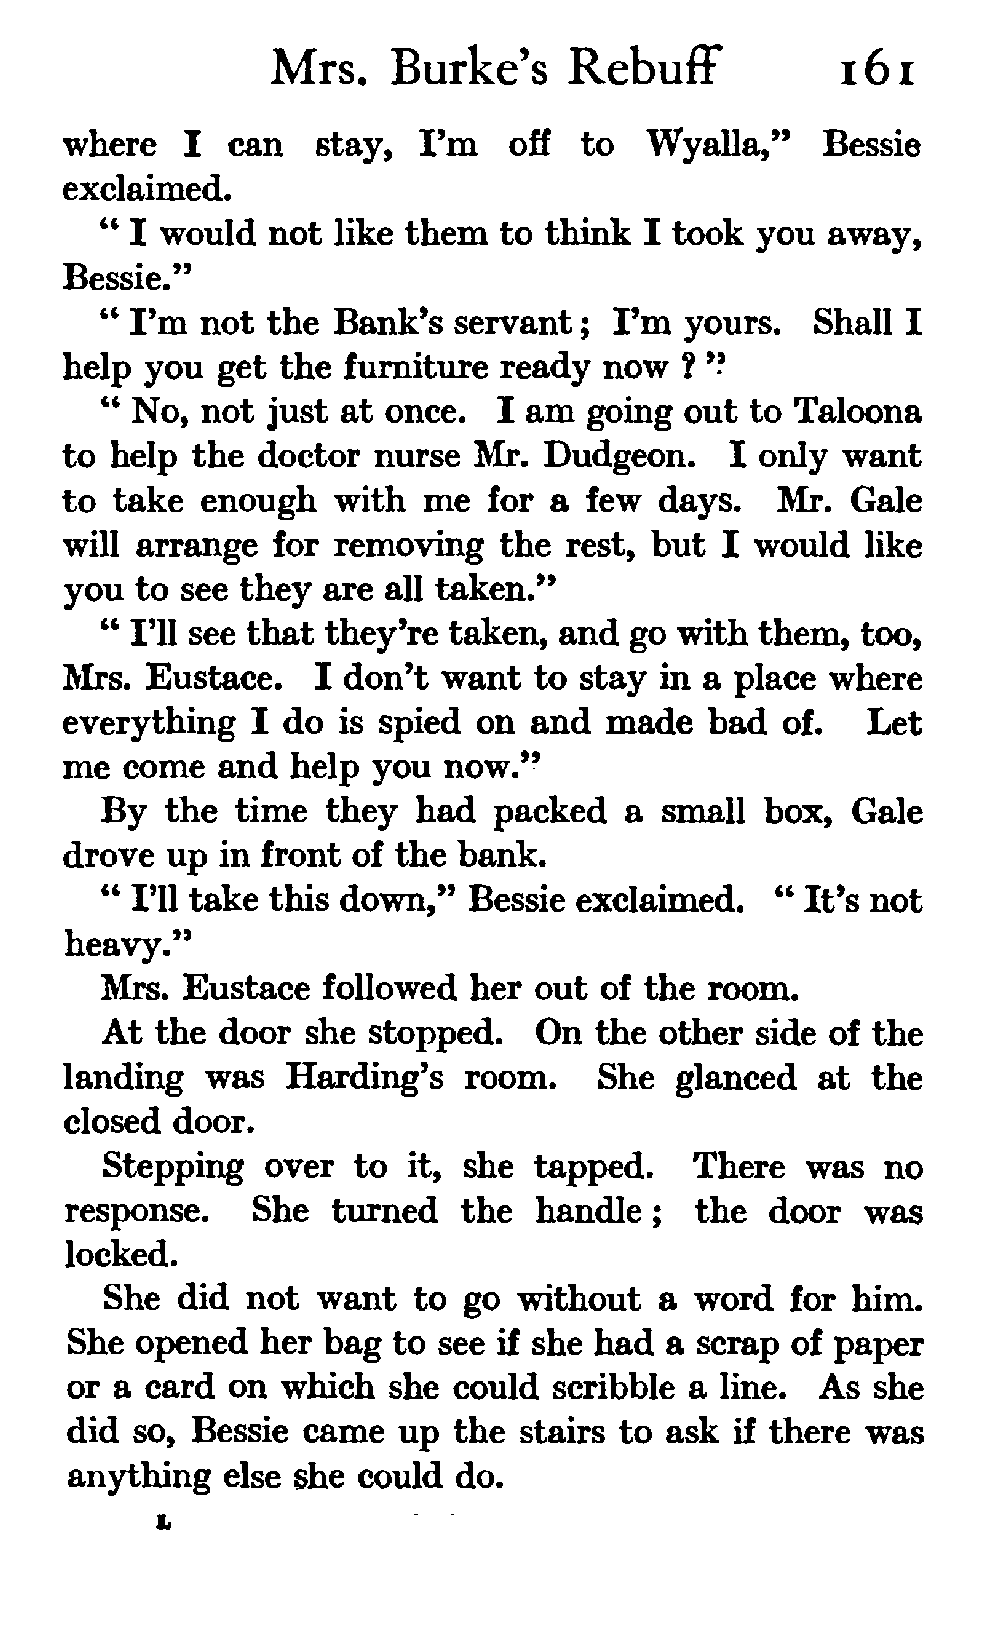 Mrs. Burke's Rebuff 161
where I can stay, I'm off to Wyalla," Bessie
exclaimed.
" I would not like them to think I took you away,
Bessie."
" I'm not the Bank's servant ; I'm yours. Shall I
help you get the furniture ready now ? "
" No, not just at once. I am going out to Taloona
to help the doctor nurse Mr. Dudgeon. I only want
to take enough with me for a few days. Mr. Gale
will arrange for removing the rest, but I would like
you to see they are all taken."
" I'll see that they're taken, and go with them, too,
Mrs. Eustace. I don't want to stay in a place where
everything I do is spied on and made bad of. Let
me come and help you now."
By the time they had packed a small box, Gale
drove up in front of the bank.
" I'll take this down," Bessie exclaimed. " It's not
heavy."
Mrs. Eustace followed her out of the room.
At the door she stopped. On the other side of the
landing was Harding's room. She glanced at the
closed door.
Stepping over to it, she tapped. There was no
response. She turned the handle ; the door was
locked.
She did not want to go without a word for him.
She opened her bag to see if she had a scrap of paper
or a card on which she could scribble a line. As she
did so, Bessie came up the stairs to ask if there was
anything else she could do.
L